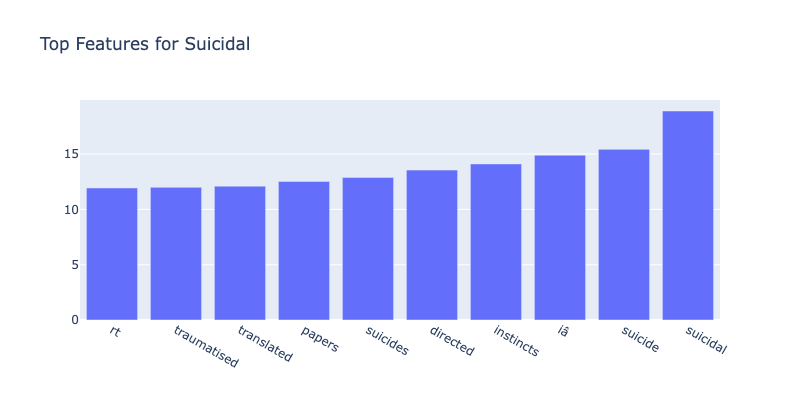 Top Features for Suicidal
15
10
5
0
rt
traumatised
translated
papers
suicides
directed
instincts
iâ
suicide
suicidal